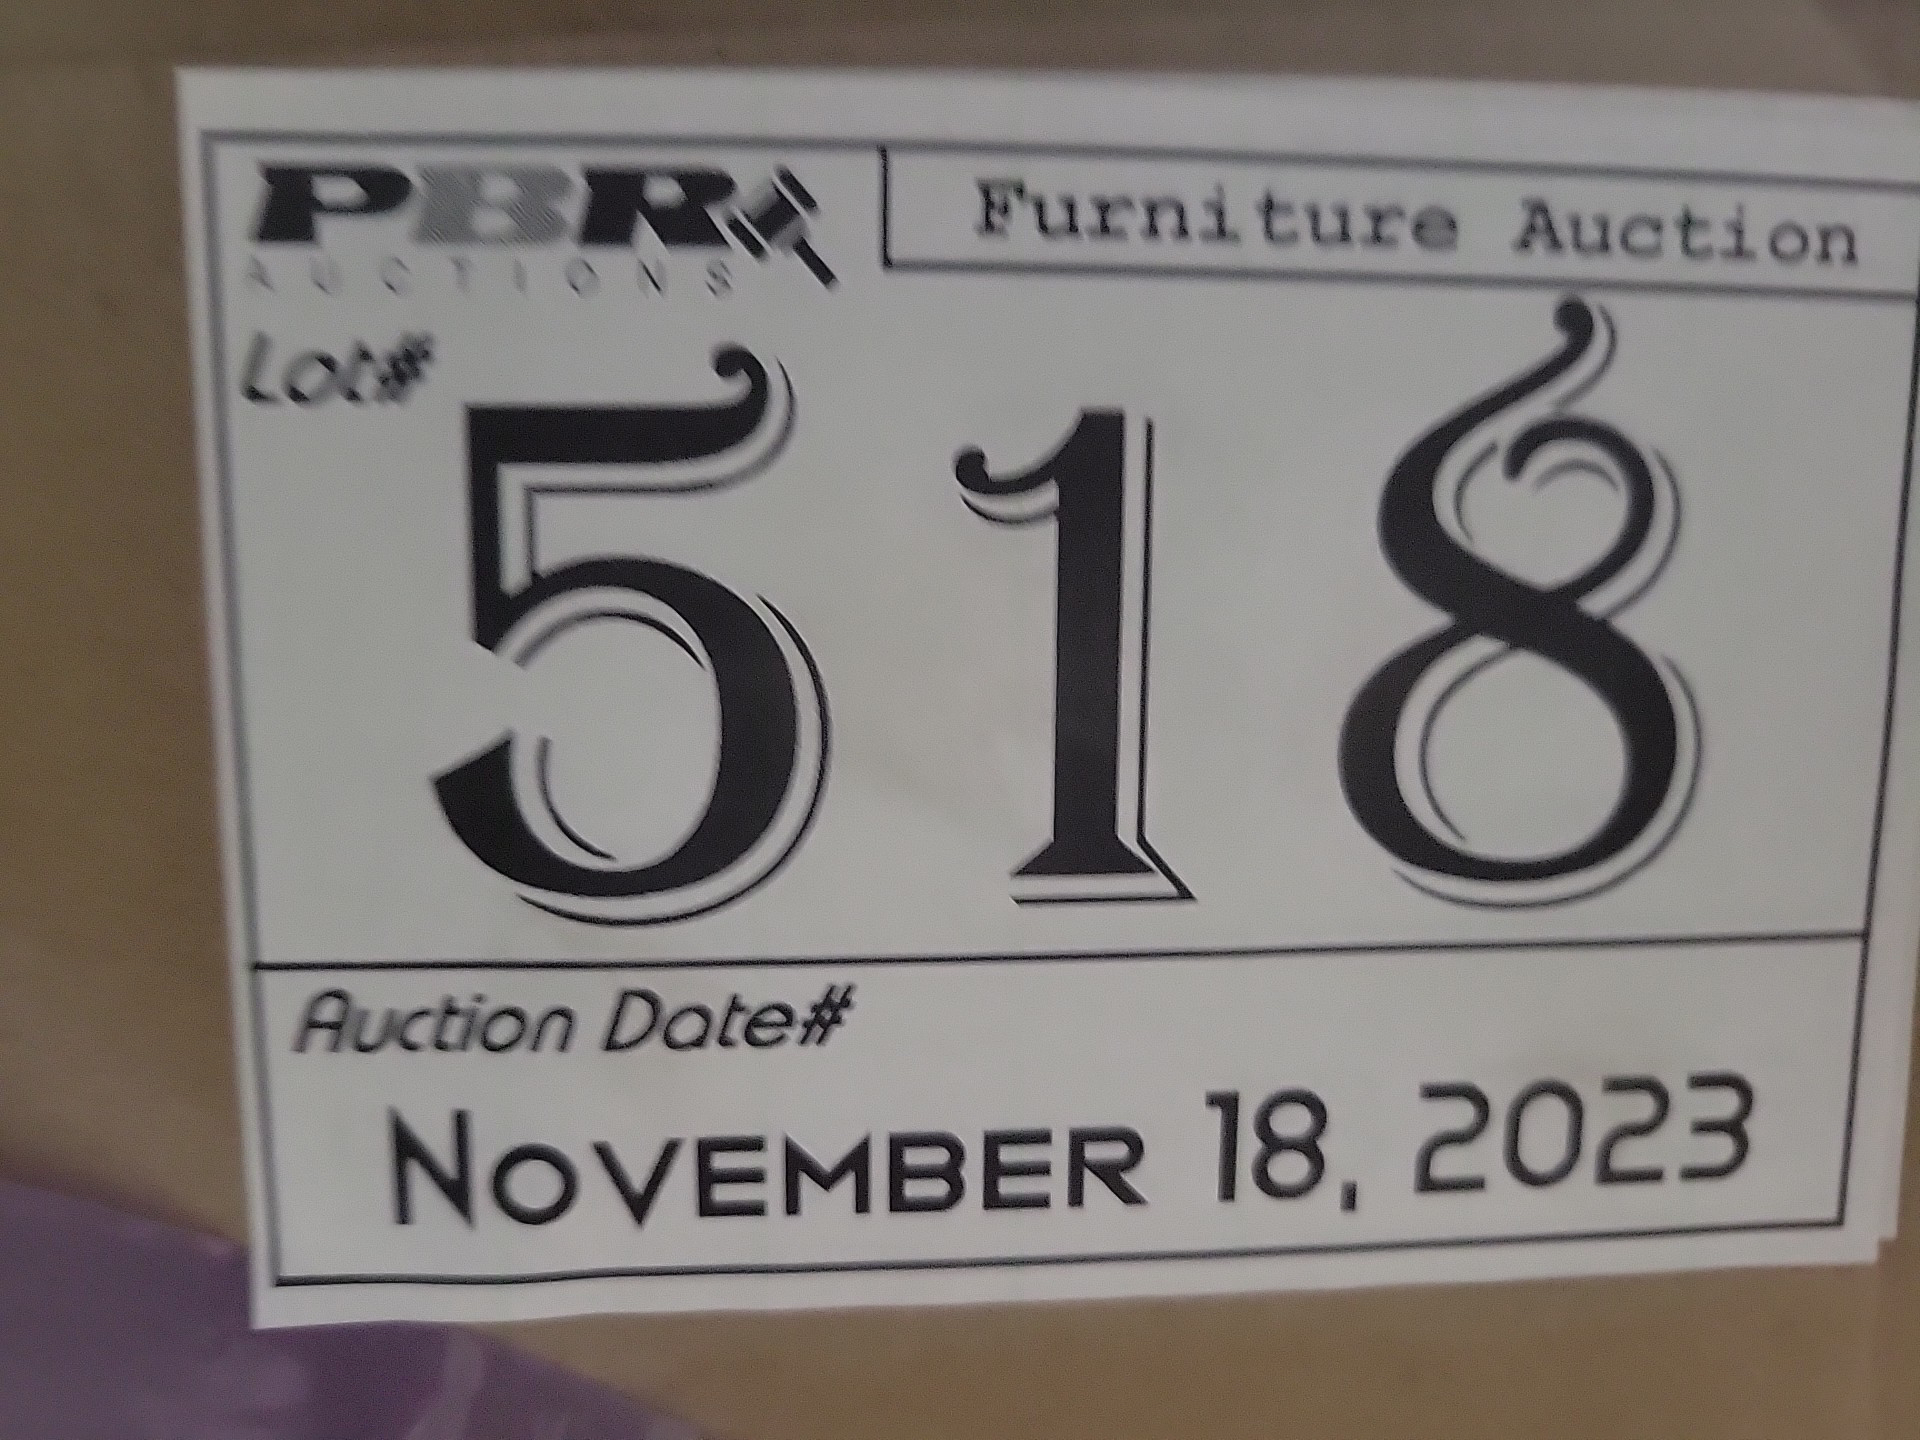 PBR
AUCTIONS
Furniture Auction
Lot#
518
Auction Date#
NOVEMBER 18, 2023